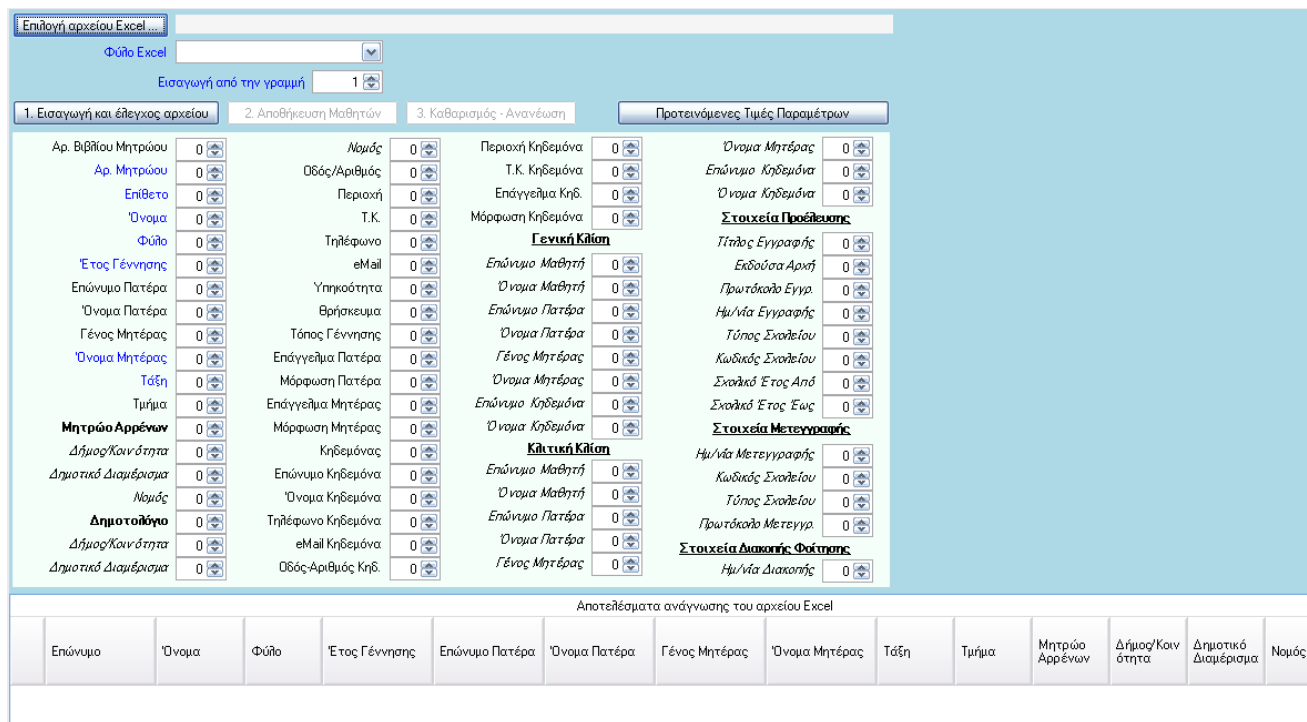 Επιλογή αρχείου Excel ...
Φύλο Excel
Εισαγωγή από την γραμμή 1
1. Εισαγωγή και έλεγχος αρχείου 2. Αποθήκευση Μαθητών 3. Καθαρισμός - Ανανέωση Προτεινόμενες Τιμές Παραμέτρων
Αρ. Βιβλίου Μητρώου 0
Αρ. Μητρώου 0
Επίθετο 0
Όνομα 0
Φύλο 0
Έτος Γέννησης 0
Επώνυμο Πατέρα 0
Όνομα Πατέρα 0
Γένος Μητέρας 0
Όνομα Μητέρας 0
Τάξη 0
Τμήμα 0
Μητρώο Αρρένων 0
Δήμος/Κοινότητα 0
Δημοτικό Διαμέρισμα 0
Νομός 0
Δημοτολόγιο 0
Δήμος/Κοινότητα 0
Δημοτικό Διαμέρισμα 0
Νομός 0
Οδός/Αριθμός 0
Περιοχή 0
Τ.Κ. 0
Τηλέφωνο 0
eMail 0
Υπηκοότητα 0
Θρήσκευμα 0
Τόπος Γέννησης 0
Επάγγελμα Πατέρα 0
Μόρφωση Πατέρα 0
Επάγγελμα Μητέρας 0
Μόρφωση Μητέρας 0
Κηδεμόνας 0
Επώνυμο Κηδεμόνα 0
Όνομα Κηδεμόνα 0
Τηλέφωνο Κηδεμόνα 0
eMail Κηδεμόνα 0
Οδός-Αριθμός Κηδ. 0
Περιοχή Κηδεμόνα 0
Τ.Κ. Κηδεμόνα 0
Επάγγελμα Κηδ. 0
Μόρφωση Κηδεμόνα 0
Γενική Κλίση
Επώνυμο Μαθητή 0
Όνομα Μαθητή 0
Επώνυμο Πατέρα 0
Όνομα Πατέρα 0
Γένος Μητέρας 0
Όνομα Μητέρας 0
Επώνυμο Κηδεμόνα 0
Όνομα Κηδεμόνα 0
Κλιτική Κλίση
Επώνυμο Μαθητή 0
Όνομα Μαθητή 0
Επώνυμο Πατέρα 0
Όνομα Πατέρα 0
Γένος Μητέρας 0
Όνομα Μητέρας 0
Επώνυμο Κηδεμόνα 0
Όνομα Κηδεμόνα 0
Στοιχεία Προέλευσης
Τίτλος Εγγραφής 0
Εκδούσα Αρχή 0
Πρωτόκολο Εγγρ. 0
Ημ/νία Εγγραφής 0
Τύπος Σχολείου 0
Κωδικός Σχολείου 0
Σχολικό Έτος Από 0
Σχολικό Έτος Έως 0
Στοιχεία Μετεγγραφής
Ημ/νία Μετεγγραφής 0
Κωδικός Σχολείου 0
Τύπος Σχολείου 0
Πρωτόκολο Μετεγγρ. 0
Στοιχεία Διακοπής Φοίτησης
Ημ/νία Διακοπής 0
Αποτελέσματα ανάγνωσης του αρχείου Excel
Επώνυμο Όνομα Φύλο Έτος Γέννησης Επώνυμο Πατέρα Όνομα Πατέρα Γένος Μητέρας Όνομα Μητέρας Τάξη Τμήμα Μητρώο Αρρένων Δήμος/Κοινότητα Δημοτικό Διαμέρισμα Νομός